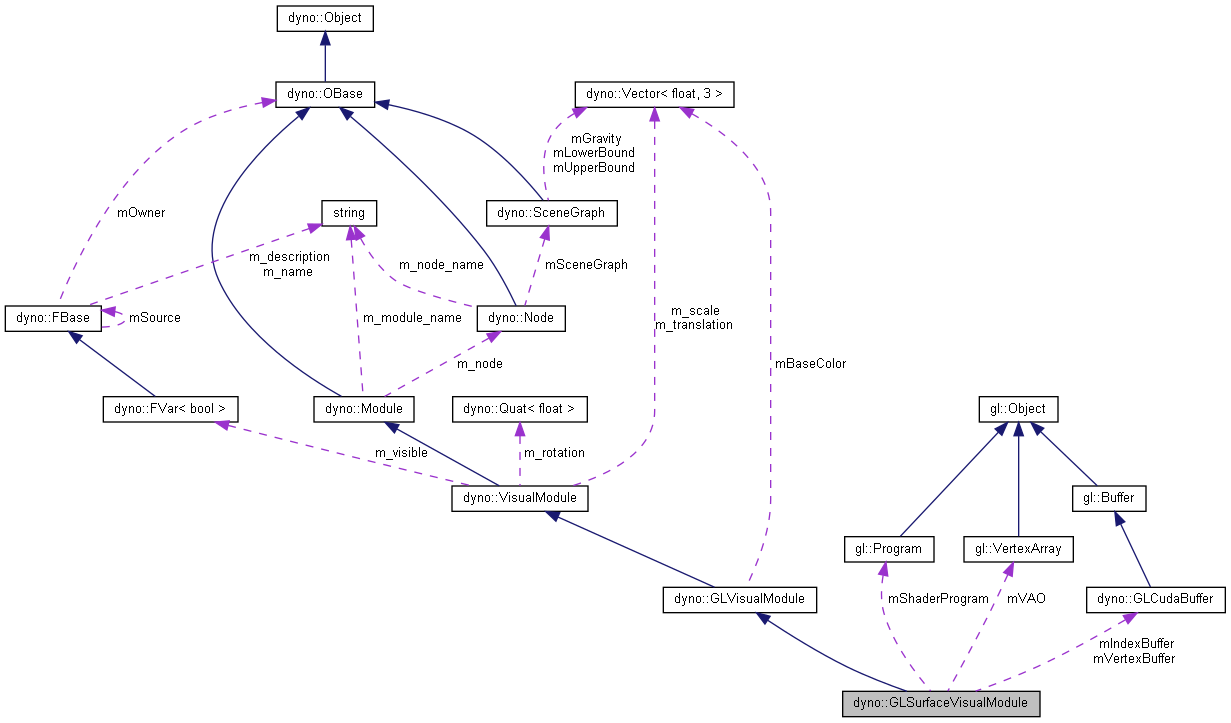 dyno::Object
dyno::OBase
dyno::Vector< float, 3 >
mGravity
mLowerBound
mUpperBound
mOwner
string
dyno::SceneGraph
m_description
m_name
m_node_name
mSceneGraph
dyno::FBase
mSource
m_module_name
dyno::Node
m_scale
m_translation
m_node
mBaseColor
dyno::FVar< bool >
dyno::Module
dyno::Quat< float >
gl::Object
m_visible
m_rotation
dyno::VisualModule
gl::Buffer
gl::Program
gl::VertexArray
dyno::GLVisualModule
mShaderProgram
mVAO
dyno::GLCudaBuffer
mIndexBuffer
mVertexBuffer
dyno::GLSurfaceVisualModule